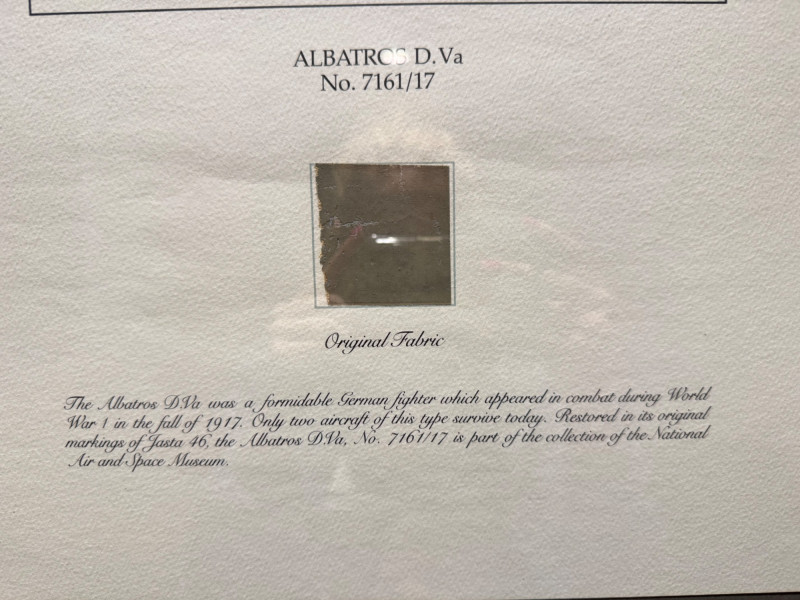 ALBATROS D.Va
No. 7161/17
Original Fabric
The Albatros D.Va was a formidable German fighter which appeared in combat during World
War I in the fall of 1917. Only two aircraft of this type survive today. Restored in its original
markings of Jasta 46, the Albatros D.Va, No. 7161/17 is part of the collection of the National
Air and Space Museum.